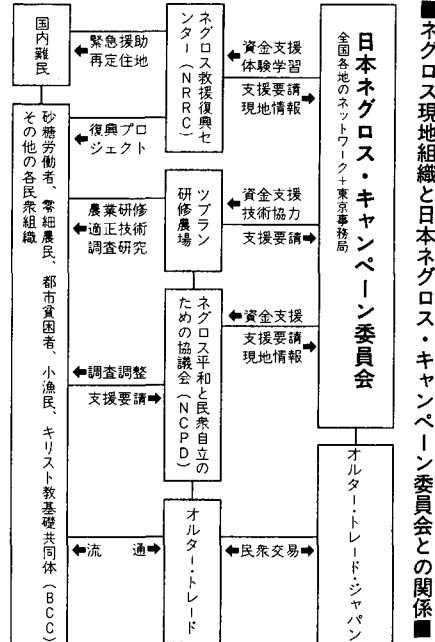 ■ネグロス現地組織と日本ネグロス・キャンペーン委員会との関係■
日本ネグロス・キャンペーン委員会
全国各地のネットワーク+東京事務局
オルター・トレード・ジャパン
資金支援
⬅体験学習
支援要請➡
現地情報
資金支援
⬅技術協力
支援要請➡
⬅資金支援
支援要請➡
現地情報
⬅民衆交易➡
ネグロス救援復興セ
ンター(NRRC)
ツブラン
研修農場
ネグロス平和と民衆自立の
ための協議会(NCPD)
オルター・トレード
緊急援助
⬅再定住地
⬅復興プロ
ジェクト
農業研修
⬅適正技術
調査研究
⬅調査調整
支援要請➡
⬅流 通➡
国内難民
砂糖労働者、零細農民、都市貧困者、小漁民、キリスト教基礎共同体(BCC)
その他の各民衆組織